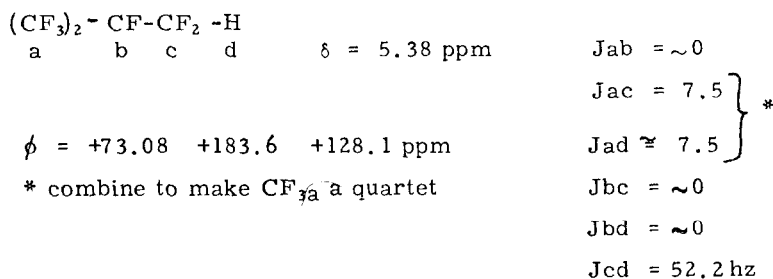 (CF₃)₂ - CF-CF₂ -H
a b c d δ = 5.38 ppm
Jab = ~0
Jac = 7.5
*
φ = +73.08 +183.6 +128.1 ppm
Jad ≅ 7.5
* combine to make CF₃a a quartet
Jbc = ~0
Jbd = ~0
Jcd = 52.2 hz